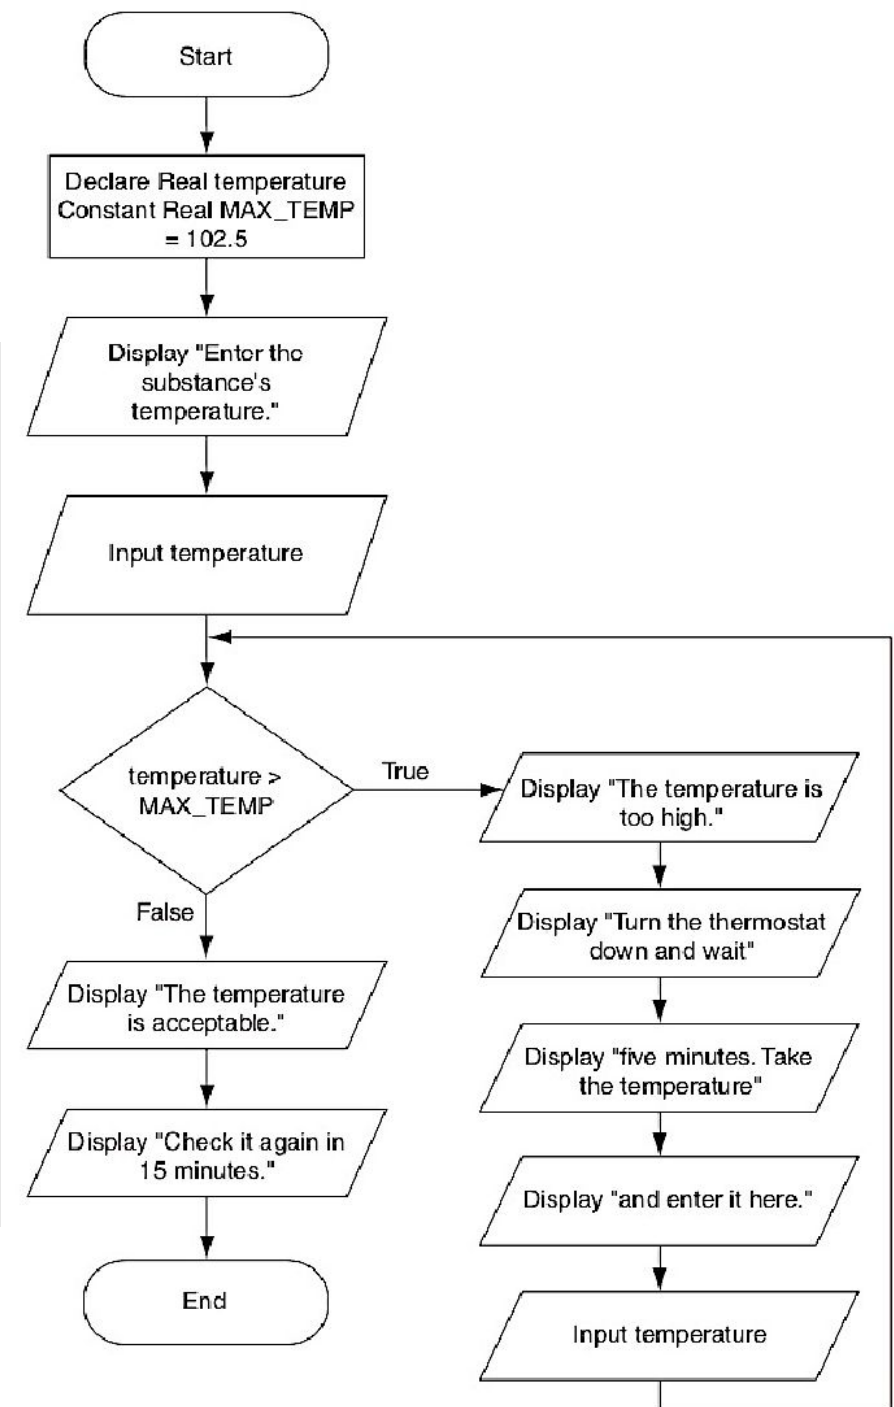 Start
Declare Real temperature
Constant Real MAX_TEMP
= 102.5
Display "Enter the
substance's
temperature."
Input temperature
temperature >
MAX_TEMP
True
False
Display "The temperature
is acceptable."
Display "Check it again in
15 minutes."
End
Display "The temperature is
too high."
Display "Turn the thermostat
down and wait"
Display "five minutes. Take
the temperature"
Display "and enter it here."
Input temperature